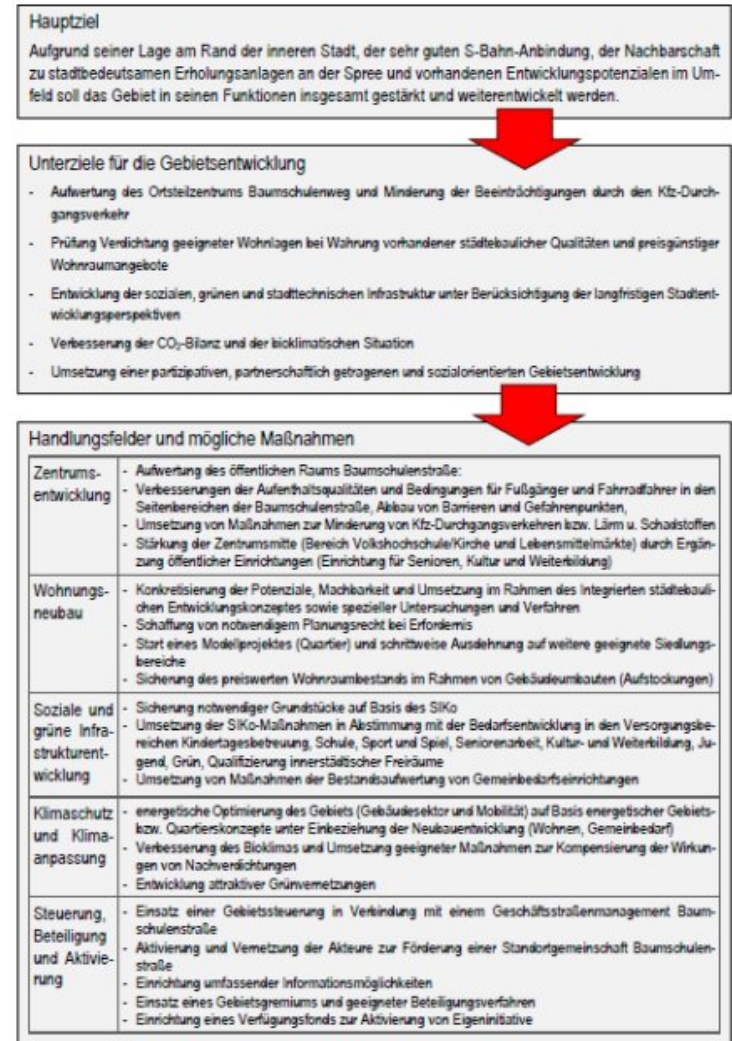 Hauptziel
Aufgrund seiner Lage am Rand der inneren Stadt, der sehr guten S-Bahn-Anbindung, der Nachbarschaft
zu stadtbedeutsamen Erholungsanlagen an der Spree und vorhandenen Entwicklungspotenzialen im Um-
feld soll das Gebiet in seinen Funktionen insgesamt gestärkt und weiterentwickelt werden.
Unterziele für die Gebietsentwicklung
- Aufwertung des Ortsteilzentrums Baumschulenweg und Minderung der Beeinträchtigungen durch den Kfz-Durch-
gangsverkehr
- Prüfung Verdichtung geeigneter Wohnlagen bei Wahrung vorhandener städtebaulicher Qualitäten und preisgünstiger
Wohnraumangebote
- Entwicklung der sozialen, grünen und stadttechnischen Infrastruktur unter Berücksichtigung der langfristigen Stadtent-
wicklungsperspektiven
- Verbesserung der CO₂-Bilanz und der bioklimatischen Situation
- Umsetzung einer partizipativen, partnerschaftlich getragenen und sozialorientierten Gebietsentwicklung
Handlungsfelder und mögliche Maßnahmen
Zentrums-
entwicklung
- Aufwertung des öffentlichen Raums Baumschulenstraße:
- Verbesserungen der Aufenthaltsqualitäten und Bedingungen für Fußgänger und Fahrradfahrer in den
Seitenbereichen der Baumschulenstraße, Abbau von Barrieren und Gefahrenpunkten,
- Umsetzung von Maßnahmen zur Minderung von Kfz-Durchgangsverkehren bzw. Lärm u. Schadstoffen
- Stärkung der Zentrumsmitte (Bereich Volkshochschule/Kirche und Lebensmittelmärkte) durch Ergän-
zung öffentlicher Einrichtungen (Einrichtung für Senioren, Kultur und Weiterbildung)
Wohnungs-
neubau
- Konkretisierung der Potenziale, Machbarkeit und Umsetzung im Rahmen des Integrierten städtebauli-
chen Entwicklungskonzeptes sowie spezieller Untersuchungen und Verfahren
- Schaffung von notwendigem Planungsrecht bei Erfordernis
- Start eines Modellprojektes (Quartier) und schrittweise Ausdehnung auf weitere geeignete Siedlungs-
bereiche
- Sicherung des preiswerten Wohnraumbestands im Rahmen von Gebäudeumbauten (Aufstockungen)
Soziale und
grüne Infra-
strukturent-
wicklung
- Sicherung notwendiger Grundstücke auf Basis des SIKo
- Umsetzung der SIKo-Maßnahmen in Abstimmung mit der Bedarfsentwicklung in den Versorgungsbe-
reichen Kindertagesbetreuung, Schule, Sport und Spiel, Seniorenarbeit, Kultur- und Weiterbildung, Ju-
gend, Grün, Qualifizierung innerstädtischer Freiräume
- Umsetzung von Maßnahmen der Bestandsaufwertung von Gemeinbedarfseinrichtungen
Klimaschutz
und Klima-
anpassung
- energetische Optimierung des Gebiets (Gebäudesektor und Mobilität) auf Basis energetischer Gebiets-
bzw. Quartierskonzepte unter Einbeziehung der Neubauentwicklung (Wohnen, Gemeinbedarf)
- Verbesserung des Bioklimas und Umsetzung geeigneter Maßnahmen zur Kompensierung der Wirkun-
gen von Nachverdichtungen
- Entwicklung attraktiver Grünvernetzungen
Steuerung,
Beteiligung
und Aktivie-
rung
- Einsatz einer Gebietssteuerung in Verbindung mit einem Geschäftsstraßenmanagement Baum-
schulenstraße
- Aktivierung und Vernetzung der Akteure zur Förderung einer Standortgemeinschaft Baumschulen-
straße
- Einrichtung umfassender Informationsmöglichkeiten
- Einsatz eines Gebietsgremiums und geeigneter Beteiligungsverfahren
- Einrichtung eines Verfügungsfonds zur Aktivierung von Eigeninitiative